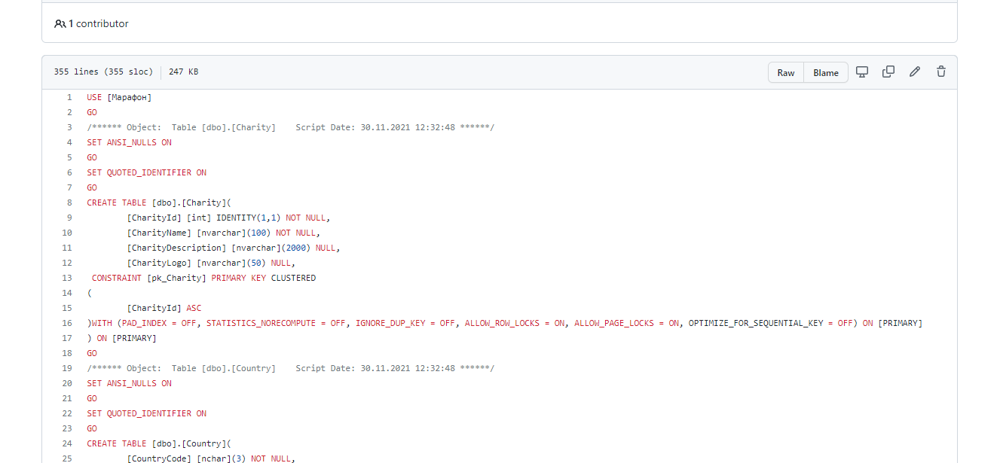 1 contributor
355 lines (355 sloc) 247 KB
Raw Blame
1 USE [Марафон]
2 GO
3 /****** Object:  Table [dbo].[Charity]    Script Date: 30.11.2021 12:32:48 ******/
4 SET ANSI_NULLS ON
5 GO
6 SET QUOTED_IDENTIFIER ON
7 GO
8 CREATE TABLE [dbo].[Charity](
9 [CharityId] [int] IDENTITY(1,1) NOT NULL,
10 [CharityName] [nvarchar](100) NOT NULL,
11 [CharityDescription] [nvarchar](2000) NULL,
12 [CharityLogo] [nvarchar](50) NULL,
13 CONSTRAINT [pk_Charity] PRIMARY KEY CLUSTERED
14 (
15 [CharityId] ASC
16 )WITH (PAD_INDEX = OFF, STATISTICS_NORECOMPUTE = OFF, IGNORE_DUP_KEY = OFF, ALLOW_ROW_LOCKS = ON, ALLOW_PAGE_LOCKS = ON, OPTIMIZE_FOR_SEQUENTIAL_KEY = OFF) ON [PRIMARY]
17 ) ON [PRIMARY]
18 GO
19 /****** Object:  Table [dbo].[Country]    Script Date: 30.11.2021 12:32:48 ******/
20 SET ANSI_NULLS ON
21 GO
22 SET QUOTED_IDENTIFIER ON
23 GO
24 CREATE TABLE [dbo].[Country](
25 [CountryCode] [nchar](3) NOT NULL,